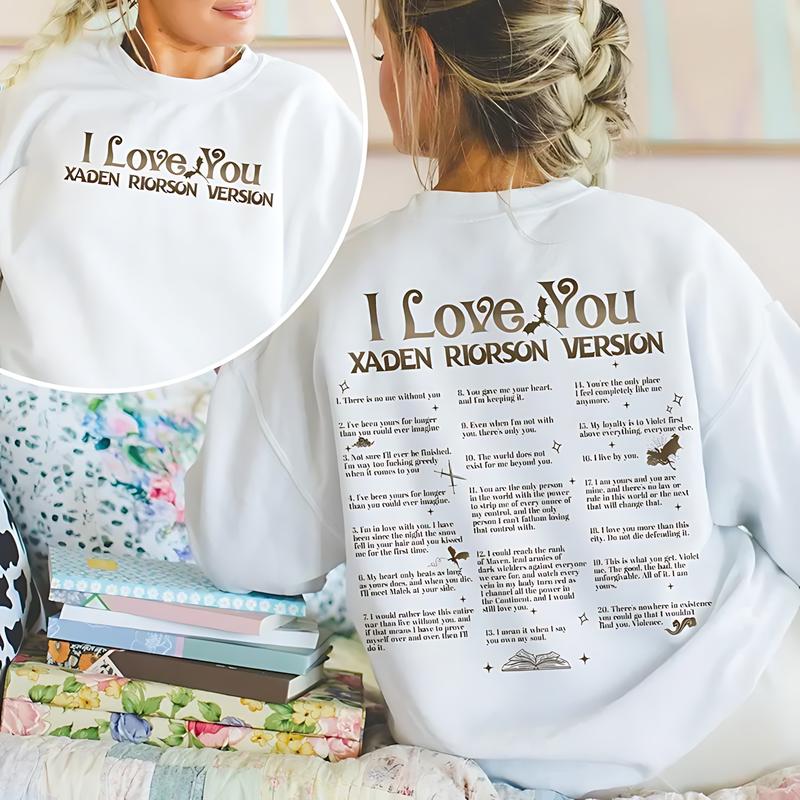 I Love You
XADEN RIORSON VERSION
I Love You
XADEN RIORSON VERSION
1. There is no me without you
2. I've been yours for longer
than you could ever imagine
3. Not sure I'll ever be finished.
I'm way too fucking greedy
when it comes to you
4. I've been yours for longer
than you could ever imagine.
5. I'm in love with you. I have
been since the night the snow
fell in your hair and you kissed
me for the first time.
6. My heart only beats as long
as yours does, and when you die,
I'll meet Malek at your side.
7. I would rather lose this entire
war than live without you, and
if that means I have to prove
myself over and over, then I'll
do it.
8. You gave me your heart,
and I'm keeping it.
9. Even when I'm not with
you, there's only you.
10. The world does not
exist for me beyond you.
11. You are the only person
in the world with the power
to strip me of every ounce of
my control, and the only
person I can't fathom loving
that control with.
12. I could reach the rank
of Maven, lead armies of
dark wielders against everyone
we care for, and watch every
vein in my body turn red as
I channel all the power in
the Continent, and I would
still love you.
13. I mean it when I say
you own my soul.
14. You're the only place
I feel completely like me
anymore.
15. My loyalty is to Violet first
above everything, everyone else.
16. I live by you.
17. I am yours and you are
mine, and there's no law or
rule in this world or the next
that will change that.
18. I love you more than this
city. Do not die defending it.
19. This is what you get, Violet
me. The good, the bad, the
unforgivable. All of it. I am
yours.
20. There's nowhere in existence
you could go that I wouldn't
find you, Violence.